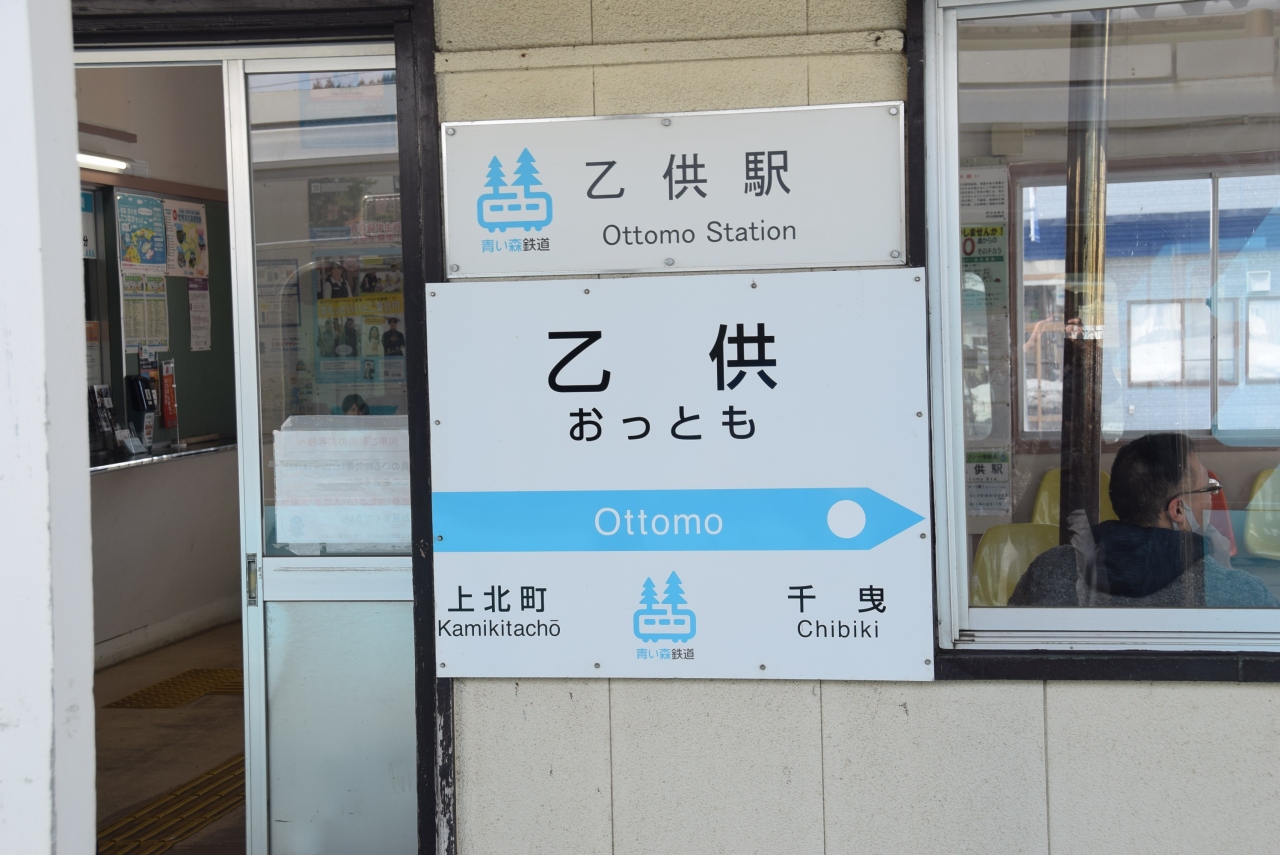 乙供駅
Ottomo Station
青い森鉄道
乙供
おっとも
Ottomo
上北町
Kamikitachō
千曳
Chibiki
青い森鉄道